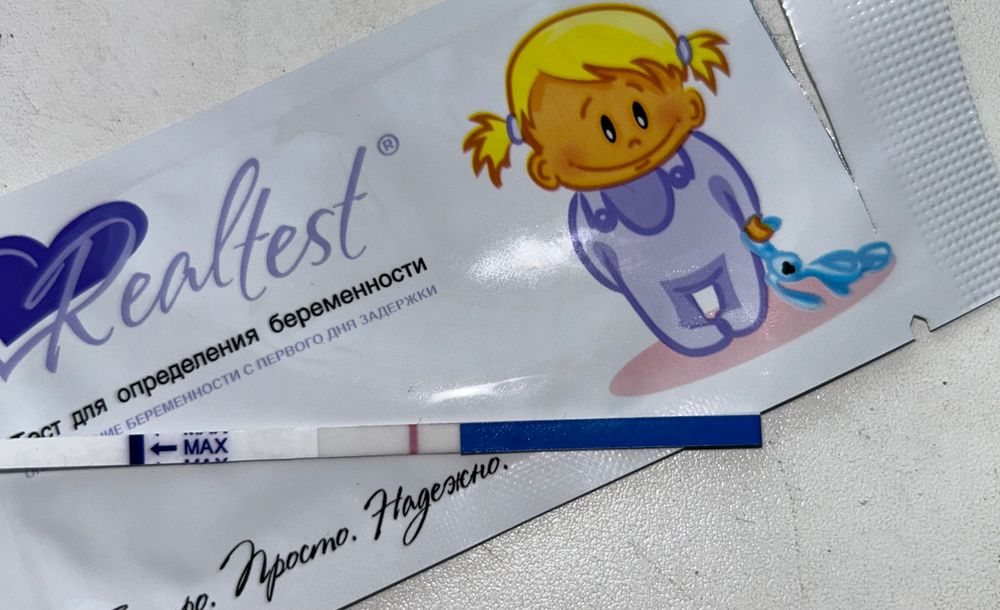 Realtest®
Тест для определения беременности
БЕРЕМЕННОСТИ С ПЕРВОГО ДНЯ ЗАДЕРЖКИ
MAX
Просто. Надежно.